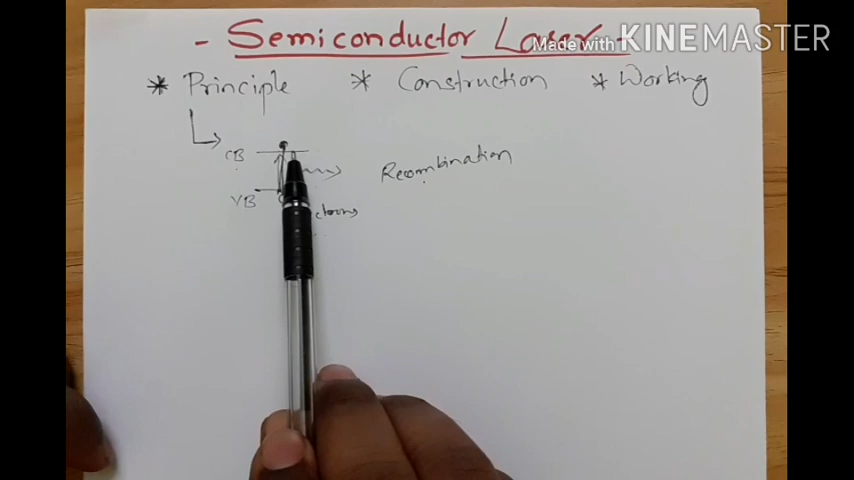 - Semiconductor Laser -
Made with KINEMASTER
* Principle * Construction * Working
CB
Recombination
VB